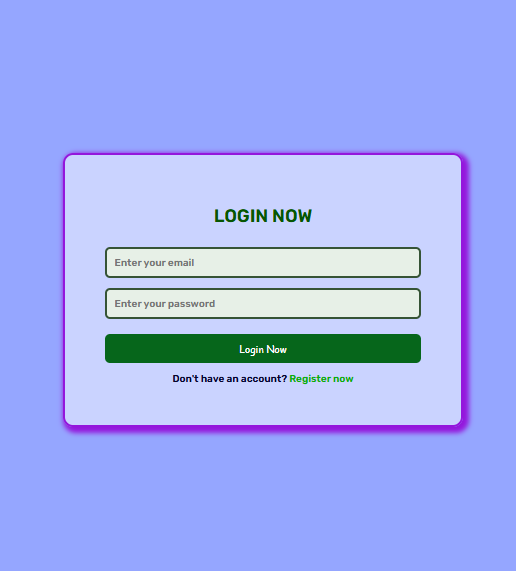 LOGIN NOW
Enter your email
Enter your password
Login Now
Don't have an account? Register now